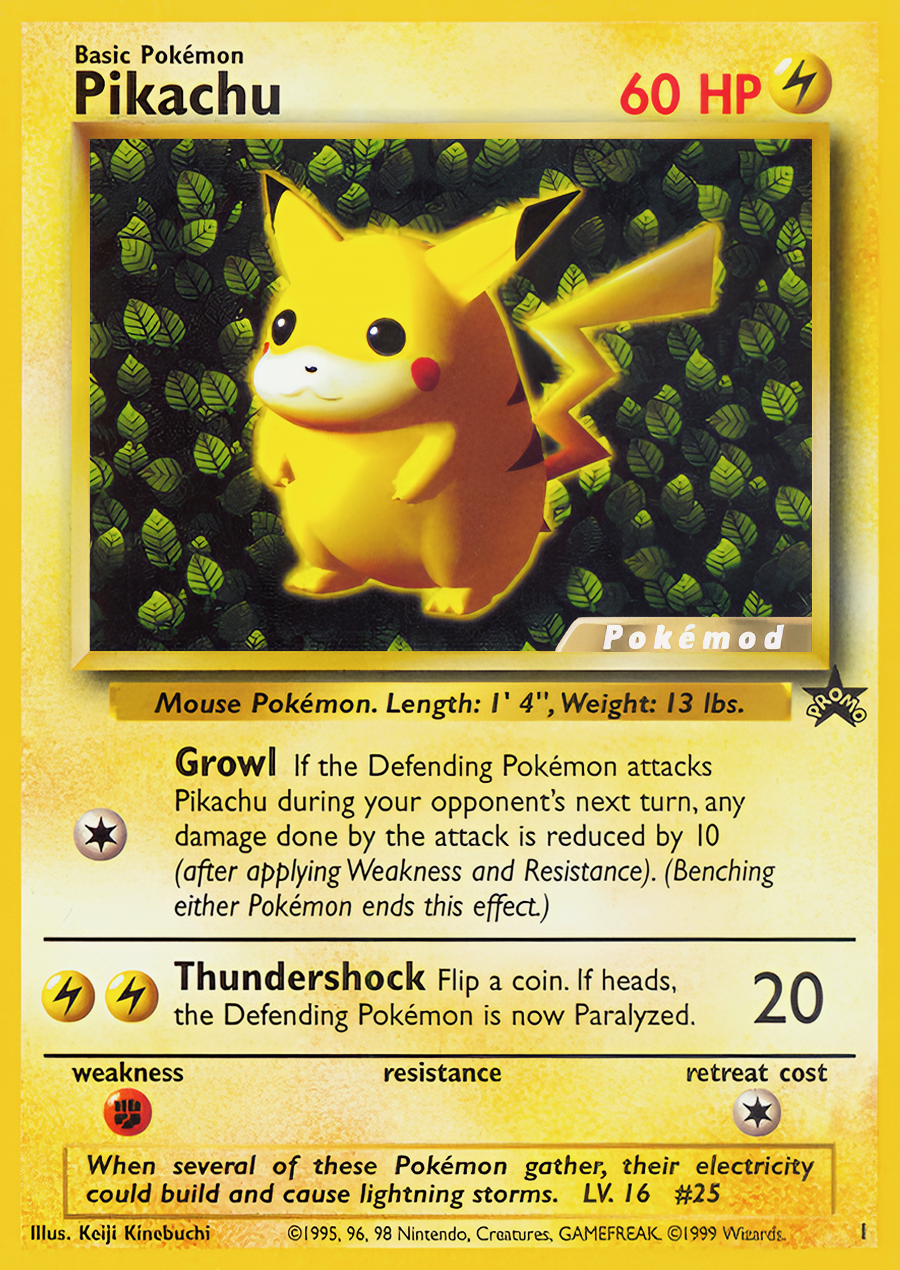 Basic Pokémon
Pikachu
60 HP
Pokémod
Mouse Pokémon. Length: 1' 4", Weight: 13 lbs.
PROMO
Growl If the Defending Pokémon attacks
Pikachu during your opponent's next turn, any
damage done by the attack is reduced by 10
(after applying Weakness and Resistance). (Benching
either Pokémon ends this effect.)
Thundershock Flip a coin. If heads,
the Defending Pokémon is now Paralyzed.
20
weakness
resistance
retreat cost
When several of these Pokémon gather, their electricity
could build and cause lightning storms. LV. 16 #25
Illus. Keiji Kinebuchi
©1995, 96, 98 Nintendo, Creatures, GAMEFREAK. ©1999 Wizards.
1